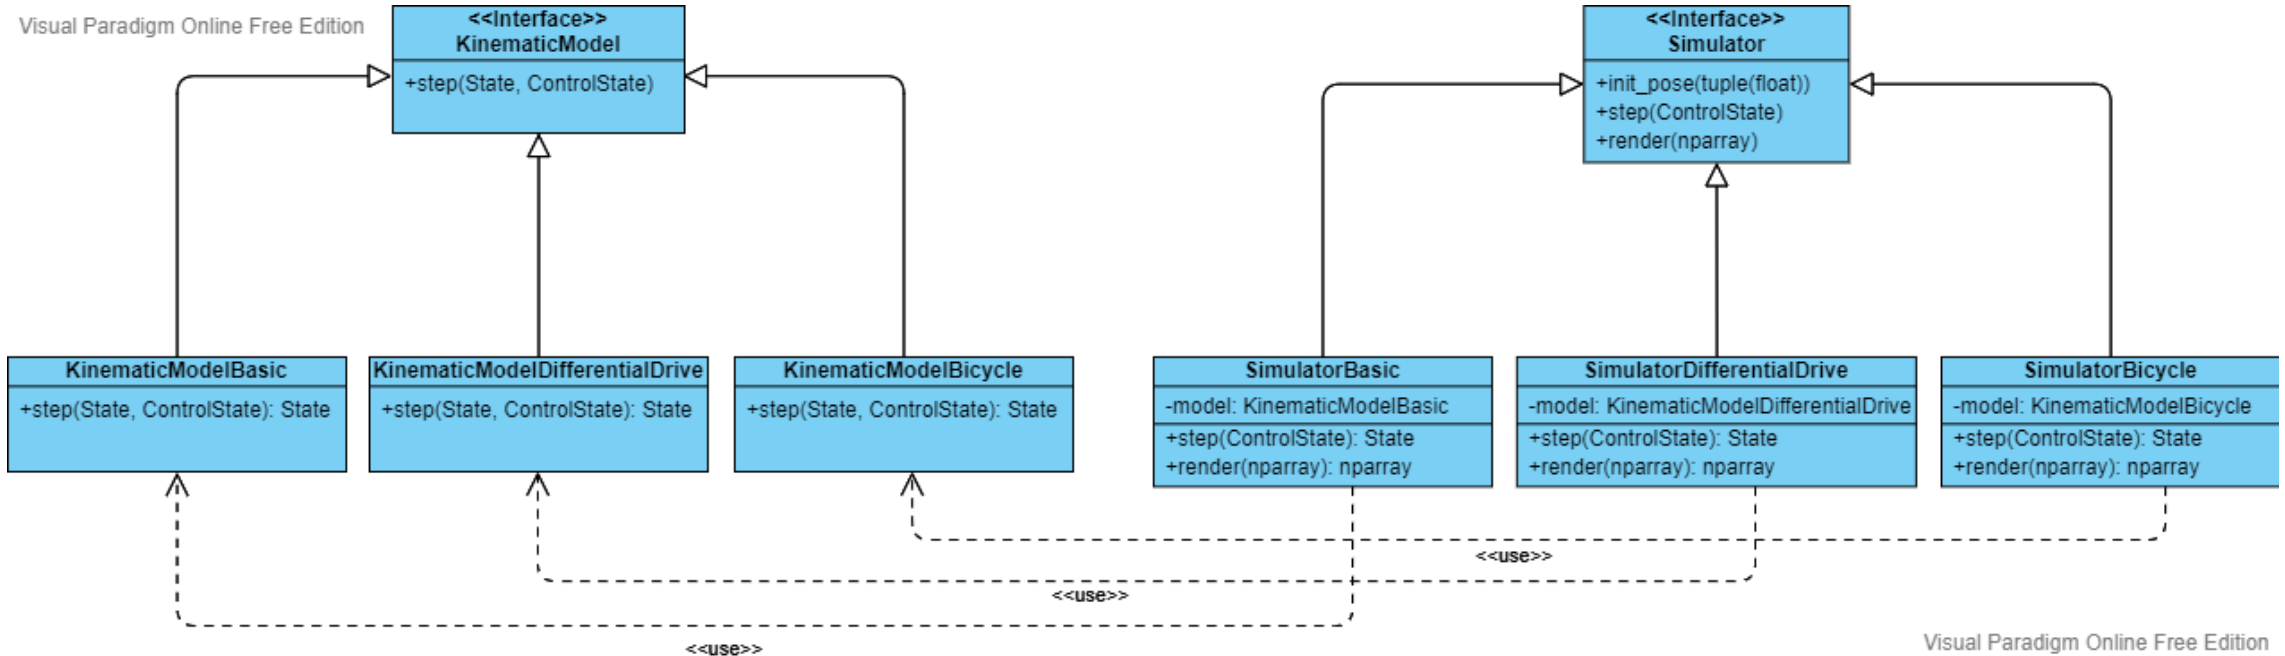 Visual Paradigm Online Free Edition
<<Interface>>
KinematicModel
+step(State, ControlState)
<<Interface>>
Simulator
+init_pose(tuple(float))
+step(ControlState)
+render(nparray)
KinematicModelBasic
+step(State, ControlState): State
KinematicModelDifferentialDrive
+step(State, ControlState): State
KinematicModelBicycle
+step(State, ControlState): State
SimulatorBasic
-model: KinematicModelBasic
+step(ControlState): State
+render(nparray): nparray
SimulatorDifferentialDrive
-model: KinematicModelDifferentialDrive
+step(ControlState): State
+render(nparray): nparray
SimulatorBicycle
-model: KinematicModelBicycle
+step(ControlState): State
+render(nparray): nparray
<<use>>
<<use>>
<<use>>
Visual Paradigm Online Free Edition